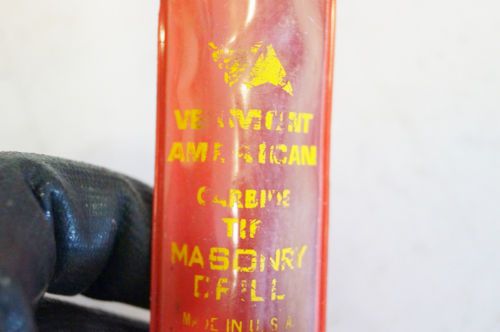 VERMONT
AMERICAN
CARBIDE
TIP
MASONRY
DRILL
MADE IN U.S.A.